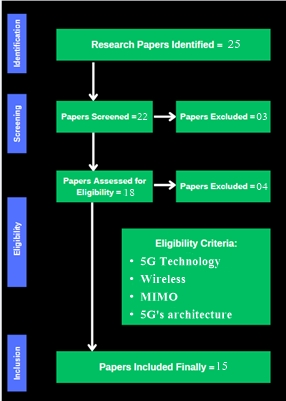 Identification
Research Papers Identified = 25
Screening
Papers Screened =22
Papers Excluded = 03
Eligibility
Papers Assessed for
Eligibility = 18
Papers Excluded = 04
Eligibility Criteria:
• 5G Technology
• Wireless
• MIMO
• 5G's architecture
Inclusion
Papers Included Finally = 15